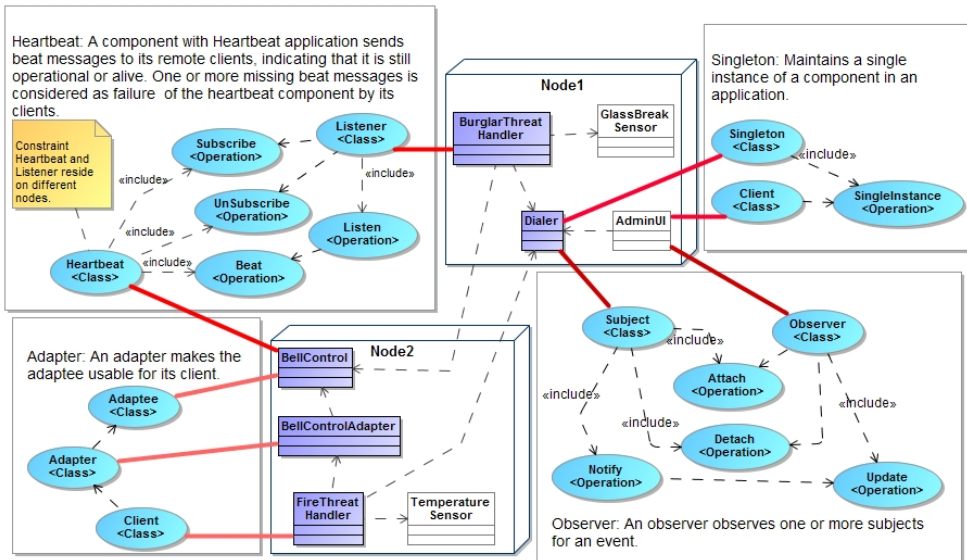 Heartbeat: A component with Heartbeat application sends
beat messages to its remote clients, indicating that it is still
operational or alive. One or more missing beat messages is
considered as failure  of the heartbeat component by its
clients.
Constraint
Heartbeat and
Listener reside
on different
nodes.
Subscribe
<Operation>
Listener
<Class>
«include»
«include»
UnSubscribe
<Operation>
«include»
Listen
<Operation>
Heartbeat
<Class>
«include»
Beat
<Operation>
Node1
BurglarThreat
Handler
GlassBreak
Sensor
Dialer
AdminUI
Singleton: Maintains a single
instance of a component in an
application.
Singleton
<Class>
«include»
Client
<Class>
SingleInstance
<Operation>
Adapter: An adapter makes the
adaptee usable for its client.
Adaptee
<Class>
Adapter
<Class>
Client
<Class>
Node2
BellControl
BellControlAdapter
FireThreat
Handler
Temperature
Sensor
Subject
<Class>
Observer
<Class>
«include»
Attach
<Operation>
«include»
«include»
«include»
Detach
<Operation>
Notify
<Operation>
Update
<Operation>
Observer: An observer observes one or more subjects
for an event.